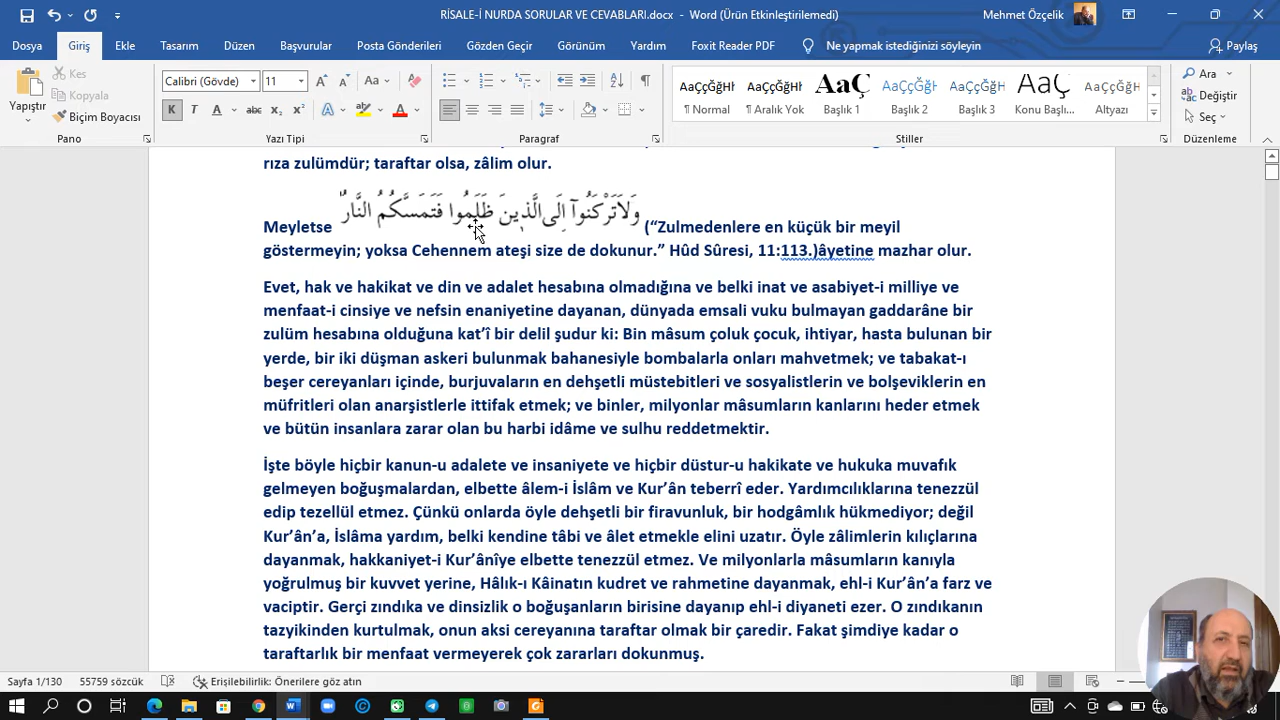 RİSALE-İ NURDA SORULAR VE CEVABLARI.docx - Word (Ürün Etkinleştirilemedi)
Mehmet Özçelik
Dosya Giriş Ekle Tasarım Düzen Başvurular Posta Gönderileri Gözden Geçir Görünüm Yardım Foxit Reader PDF Ne yapmak istediğinizi söyleyin Paylaş
Yapıştır
Kes
Kopyala
Biçim Boyacısı
Calibri (Gövde) 11
AaÇğĞı AaÇğĞı AaÇ AaÇğĞı AaÇğĞı AaÇ AaÇğĞı
¶ Normal ¶ Aralık Yok Başlık 1 Başlık 2 Başlık 3 Konu Başlı... Altyazı
Ara
Değiştir
Seç
Pano Yazı Tipi Paragraf Stiller Düzenleme
rıza zulümdür; taraftar olsa, zâlim olur.
Meyletse وَلاَتَرْكَنُوآ اِلَى الَّذِينَ ظَلَمُوا فَتَمَسَّكُمُ النَّارُ (“Zulmedenlere en küçük bir meyil
göstermeyin; yoksa Cehennem ateşi size de dokunur.” Hûd Sûresi, 11:113.)âyetine mazhar olur.
Evet, hak ve hakikat ve din ve adalet hesabına olmadığına ve belki inat ve asabiyet-i milliye ve
menfaat-i cinsiye ve nefsin enaniyetine dayanan, dünyada emsali vuku bulmayan gaddarâne bir
zulüm hesabına olduğuna kat’î bir delil şudur ki: Bin mâsum çoluk çocuk, ihtiyar, hasta bulunan bir
yerde, bir iki düşman askeri bulunmak bahanesiyle bombalarla onları mahvetmek; ve tabakat-ı
beşer cereyanları içinde, burjuvaların en dehşetli müstebitleri ve sosyalistlerin ve bolşeviklerin en
müfritleri olan anarşistlerle ittifak etmek; ve binler, milyonlar mâsumların kanlarını heder etmek
ve bütün insanlara zarar olan bu harbi idâme ve sulhu reddetmektir.
İşte böyle hiçbir kanun-u adalete ve insaniyete ve hiçbir düstur-u hakikate ve hukuka muvafık
gelmeyen boğuşmalardan, elbette âlem-i İslâm ve Kur’ân teberrî eder. Yardımcılıklarına tenezzül
edip tezellül etmez. Çünkü onlarda öyle dehşetli bir firavunluk, bir hodgâmlık hükmediyor; değil
Kur’ân’a, İslâma yardım, belki kendine tâbi ve âlet etmekle elini uzatır. Öyle zâlimlerin kılıçlarına
dayanmak, hakkaniyet-i Kur’ânîye elbette tenezzül etmez. Ve milyonlarla mâsumların kanıyla
yoğrulmuş bir kuvvet yerine, Hâlık-ı Kâinatın kudret ve rahmetine dayanmak, ehl-i Kur’ân’a farz ve
vaciptir. Gerçi zındıka ve dinsizlik o boğuşanların birisine dayanıp ehl-i diyaneti ezer. O zındıkanın
tazyikinden kurtulmak, onun aksi cereyanına taraftar olmak bir çaredir. Fakat şimdiye kadar o
taraftarlık bir menfaat vermeyerek çok zararları dokunmuş.
Sayfa 1/130 55759 sözcük Erişilebilirlik: Önerilere göz atın